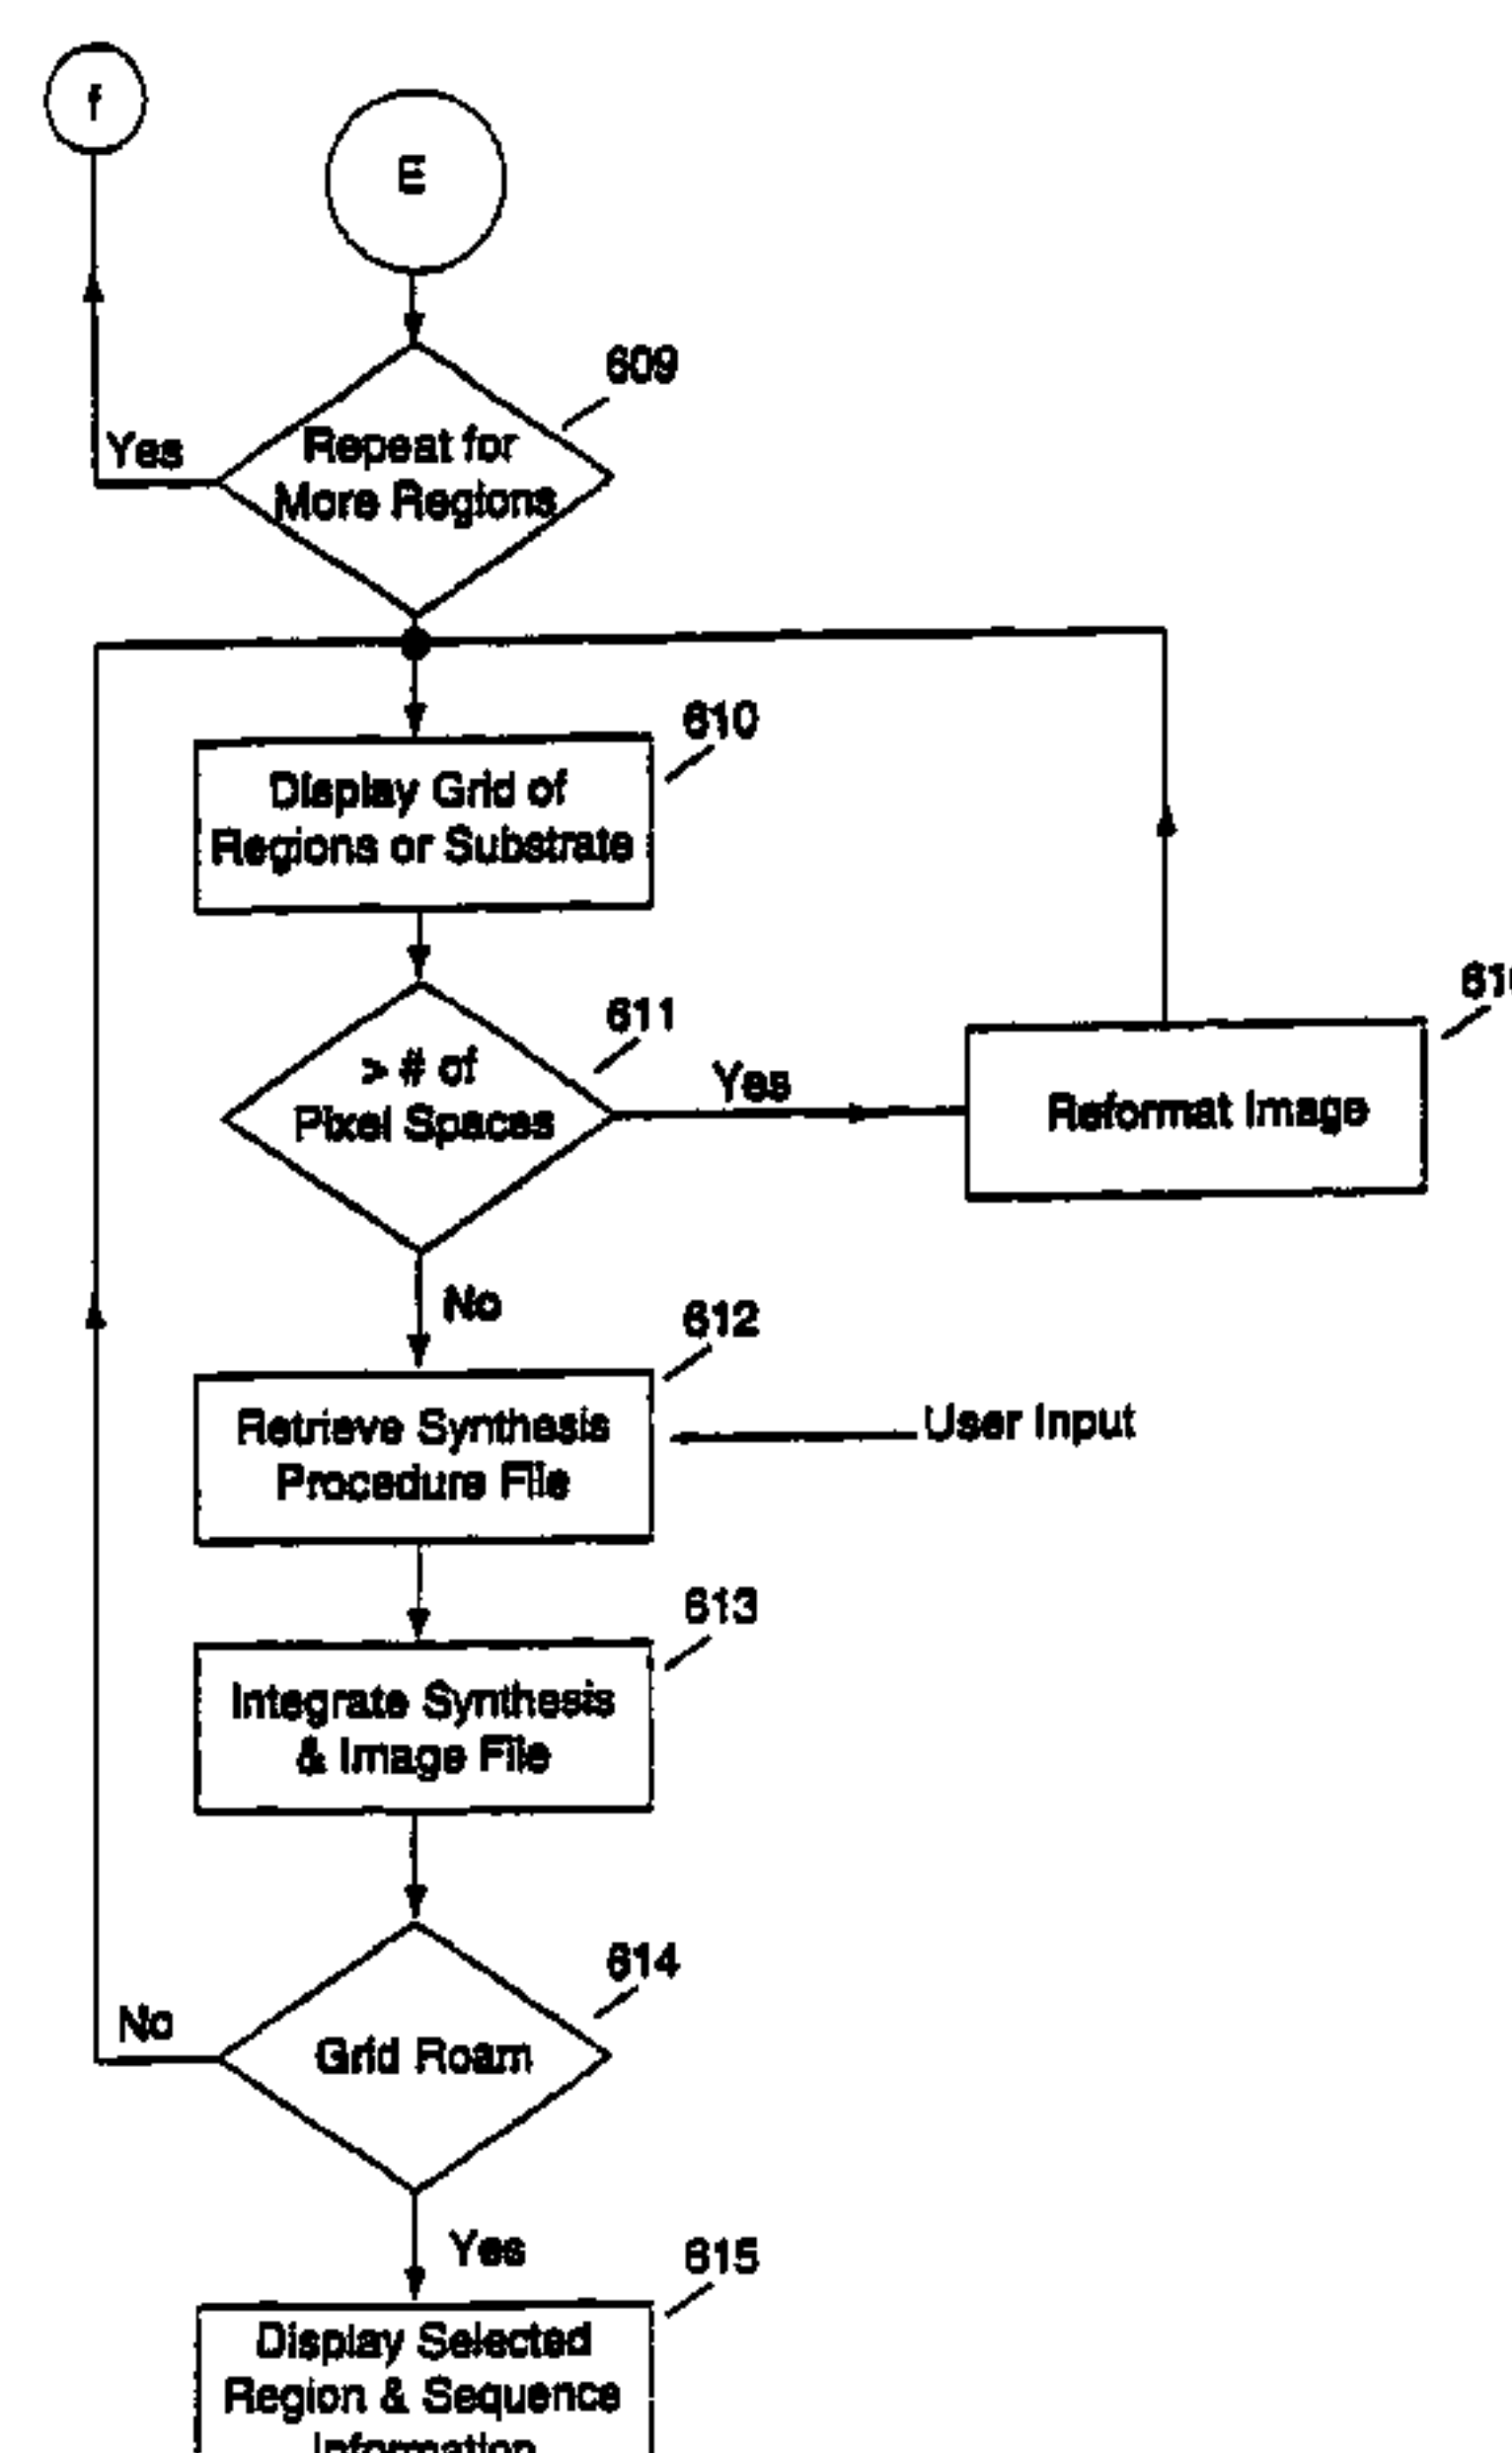 f
E
609
Yes
Repeat for
More Regions
610
Display Grid of
Regions or Substrate
611
> # of
Pixel Spaces
Yes
Reformat Image
No
612
Retrieve Synthesis
Procedure File
User Input
613
Integrate Synthesis
& Image File
614
No
Grid Roam
Yes
615
Display Selected
Region & Sequence
Information